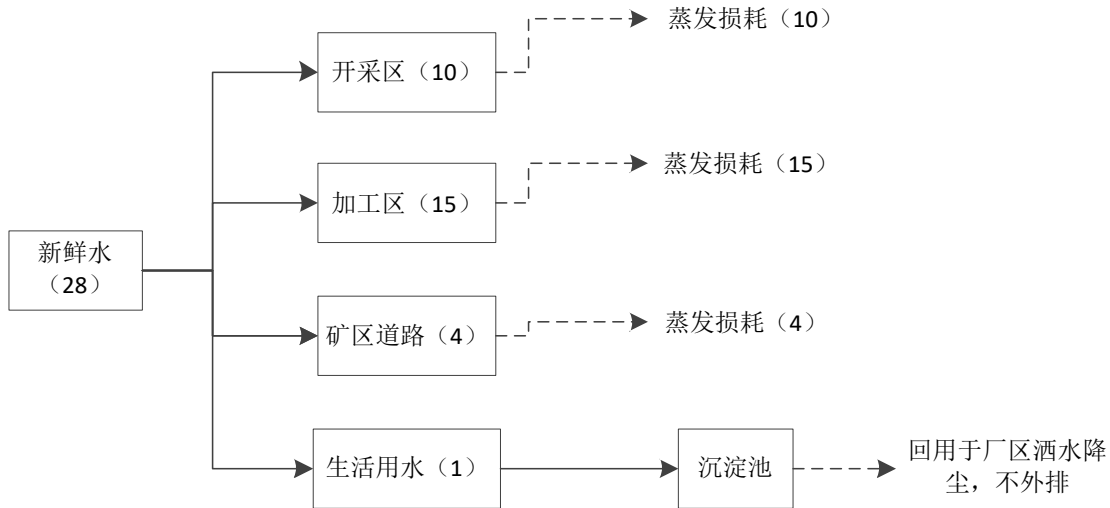 蒸发损耗（10）
开采区（10）
蒸发损耗（15）
加工区（15）
新鲜水
（28）
蒸发损耗（4）
矿区道路（4）
生活用水（1）
沉淀池
回用于厂区洒水降
尘，不外排